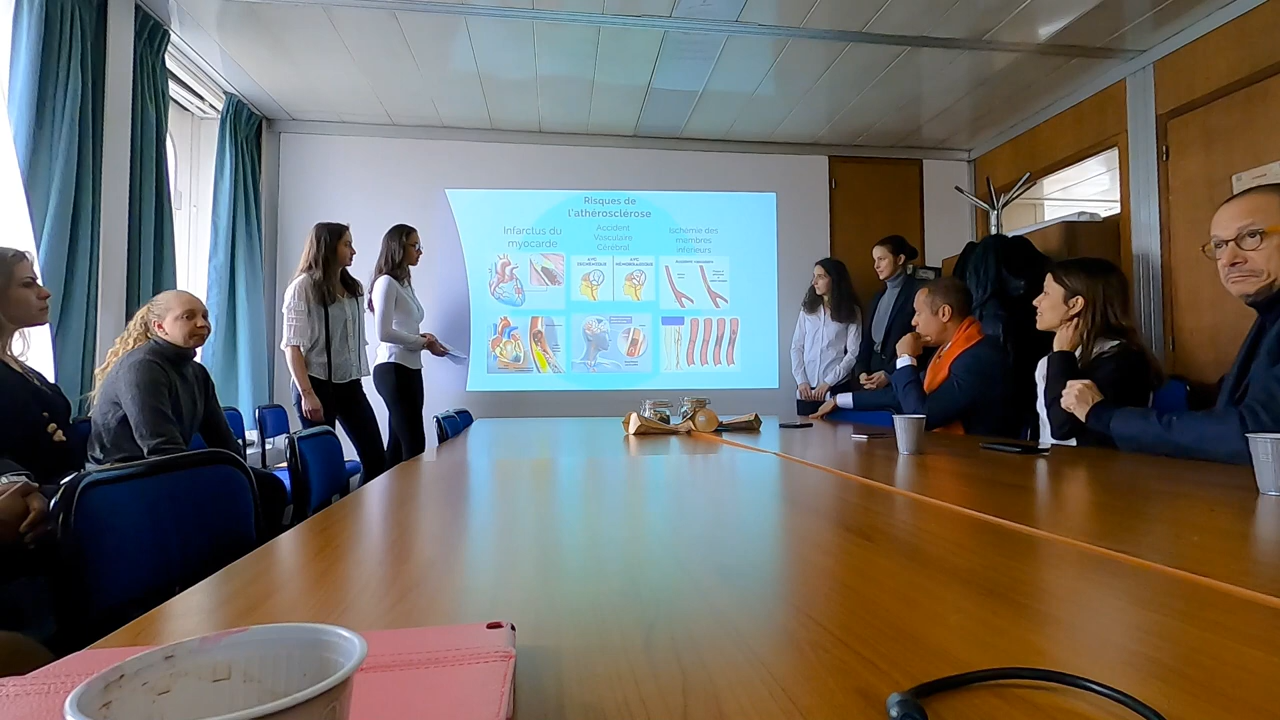 Risques de
l'athérosclérose
Infarctus du
myocarde
Accident
Vasculaire
Cérébral
Ischémie des
membres
inférieurs
AVC
ISCHÉMIQUE
AVC
HÉMORRAGIQUE